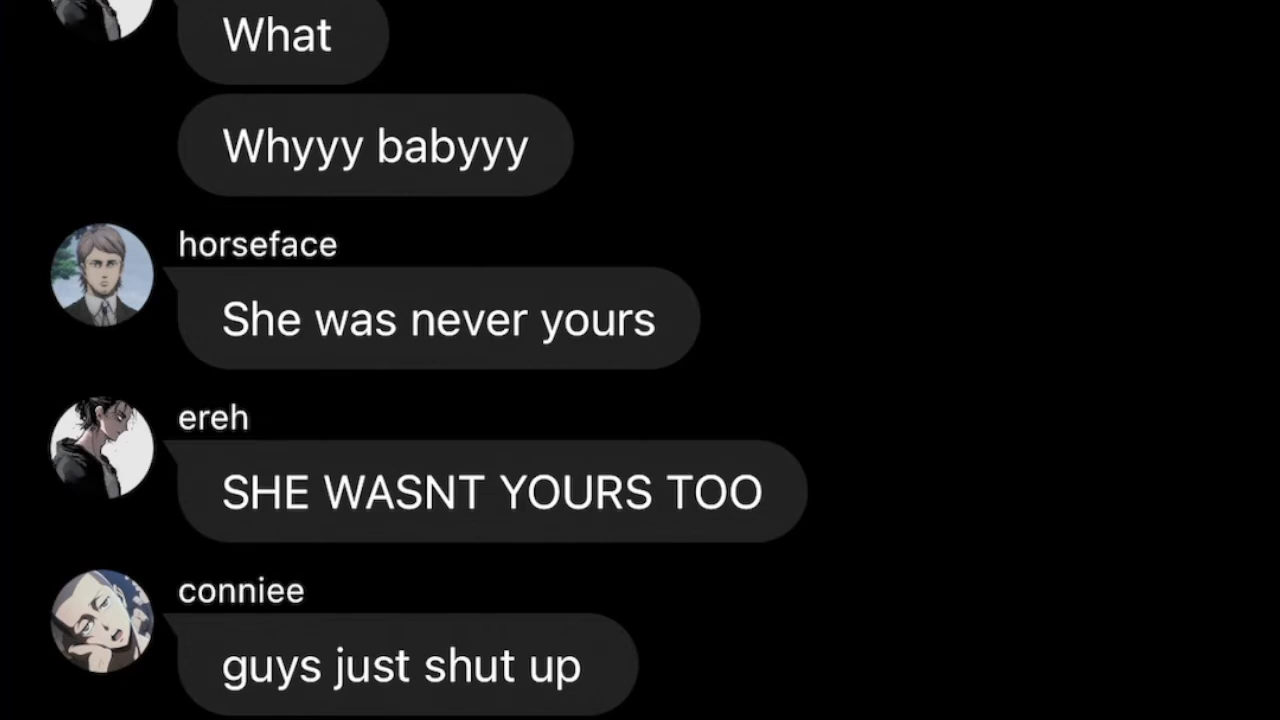 What
Whyyy babyyy
horseface
She was never yours
ereh
SHE WASNT YOURS TOO
conniee
guys just shut up